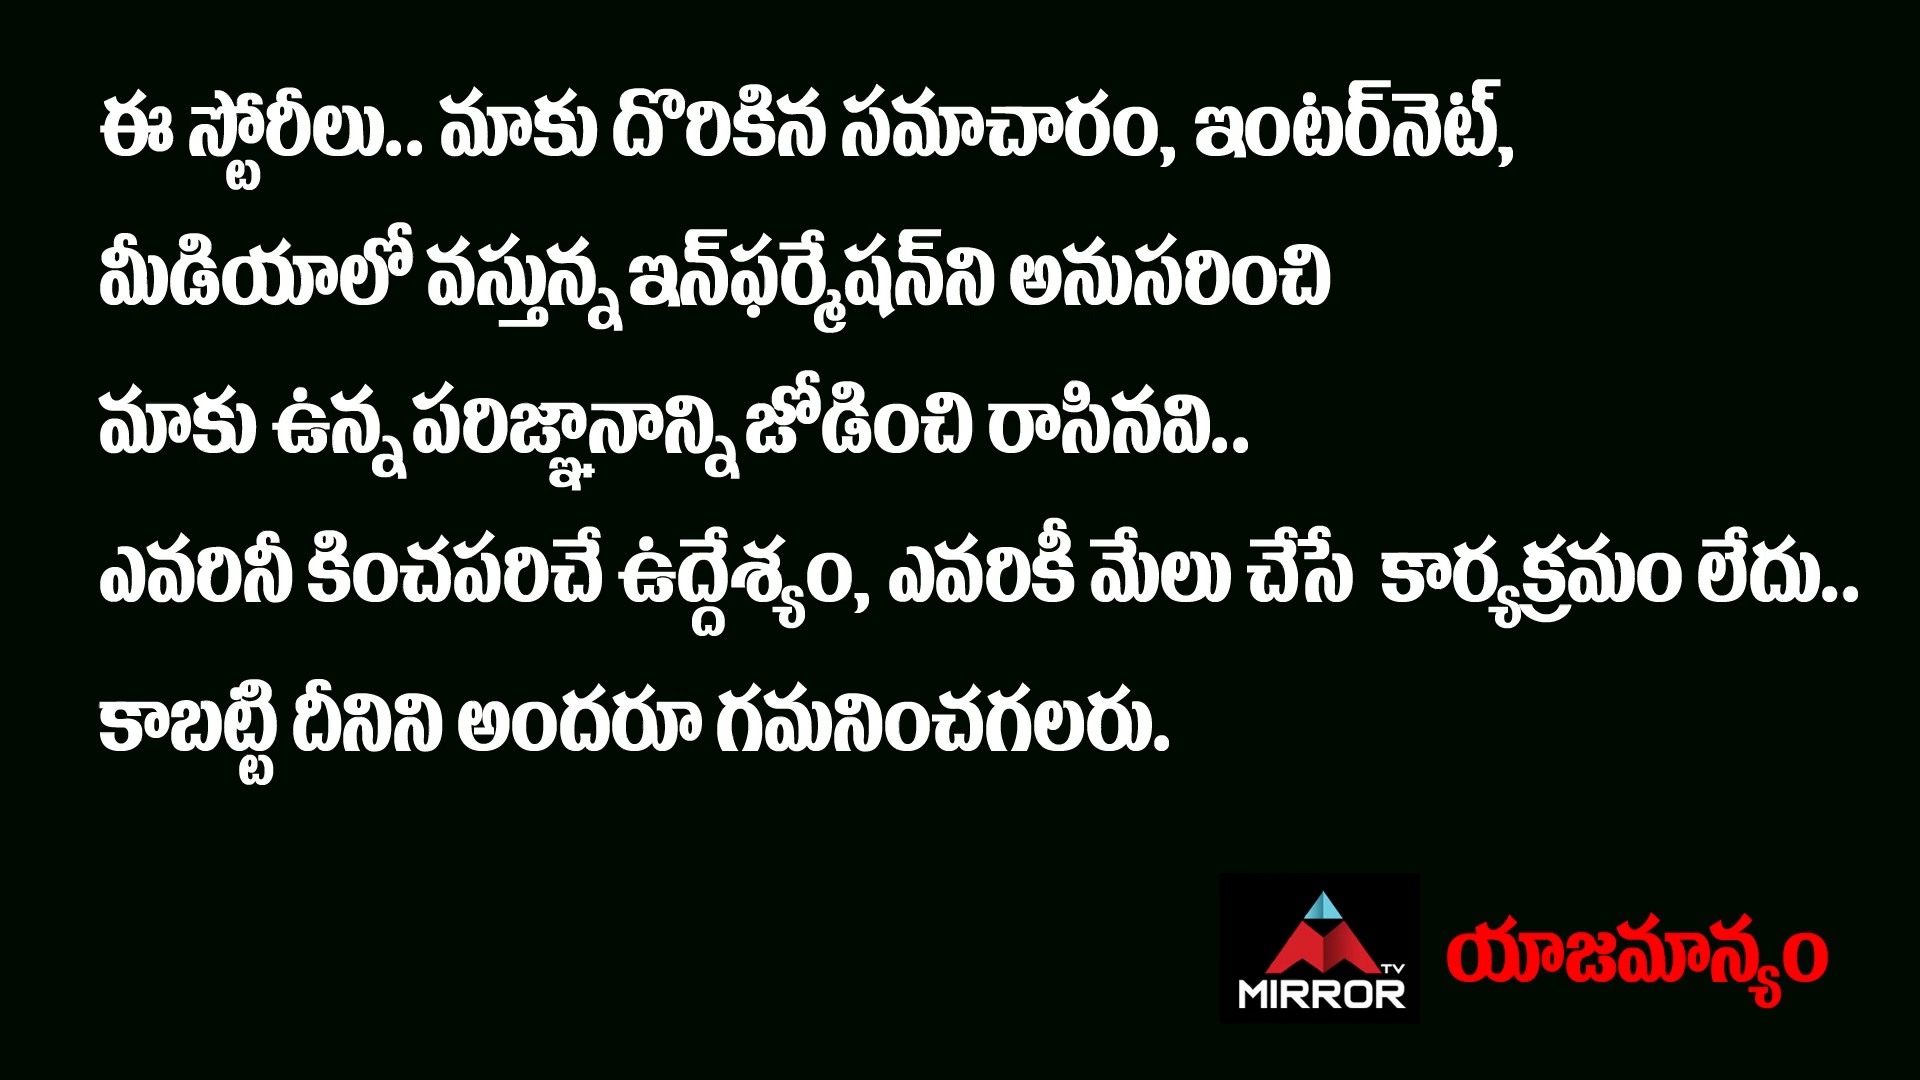 ఈ స్టోరీలు.. మాకు దొరికిన సమాచారం, ఇంటర్‌నెట్,
మీడియాలో వస్తున్న ఇన్‌ఫర్మేషన్‌ని అనుసరించి
మాకు ఉన్న పరిజ్ఞానాన్ని జోడించి రాసినవి..
ఎవరినీ కించపరిచే ఉద్దేశ్యం, ఎవరికీ మేలు చేసే కార్యక్రమం లేదు..
కాబట్టి దీనిని అందరూ గమనించగలరు.
TV
MIRROR
యాజమాన్యం